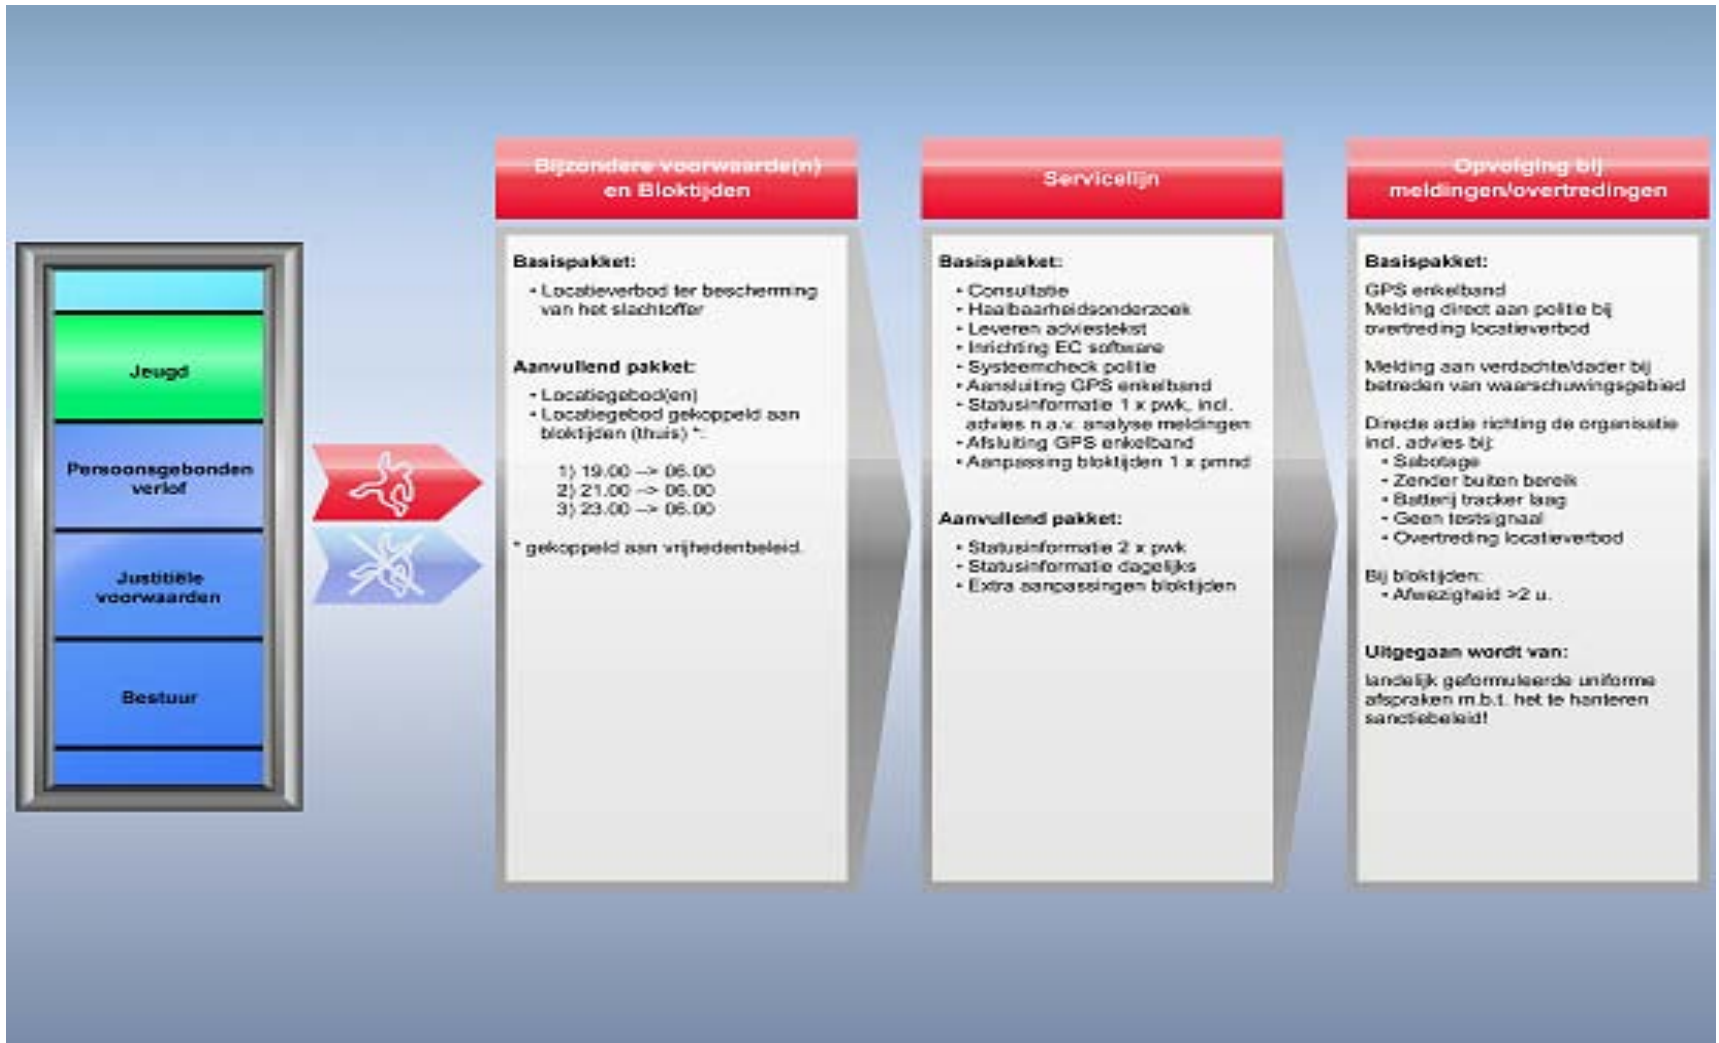 Jeugd
Persoonsgebonden
verlof
Justitiële
voorwaarden
Bestuur
Bijzondere voorwaarde(n)
en Bloktijden
Basispakket:
• Locatieverbod ter bescherming
van het slachtoffer
Aanvullend pakket:
• Locatiegebod(en)
• Locatiegebod gekoppeld aan
bloktijden (thuis) *:
1) 19.00 --> 06.00
2) 21.00 --> 06.00
3) 23.00 --> 06.00
* gekoppeld aan vrijhedenbeleid.
Servicelijn
Basispakket:
• Consultatie
• Haalbaarheidsonderzoek
• Leveren adviestekst
• Inrichting EC software
• Systeemcheck politie
• Aansluiting GPS enkelband
• Statusinformatie 1 x pwk, incl.
advies n.a.v. analyse meldingen
• Afsluiting GPS enkelband
• Aanpassing bloktijden 1 x pmnd
Aanvullend pakket:
• Statusinformatie 2 x pwk
• Statusinformatie dagelijks
• Extra aanpassingen bloktijden
Opvolging bij
meldingen/overtredingen
Basispakket:
GPS enkelband
Melding direct aan politie bij
overtreding locatieverbod
Melding aan verdachte/dader bij
betreden van waarschuwingsgebied
Directe actie richting de organisatie
incl. advies bij:
• Sabotage
• Zender buiten bereik
• Batterij tracker laag
• Geen testsignaal
• Overtreding locatieverbod
Bij bloktijden:
• Afwezigheid >2 u.
Uitgegaan wordt van:
landelijk geformuleerde uniforme
afspraken m.b.t. het te hanteren
sanctiebeleid!